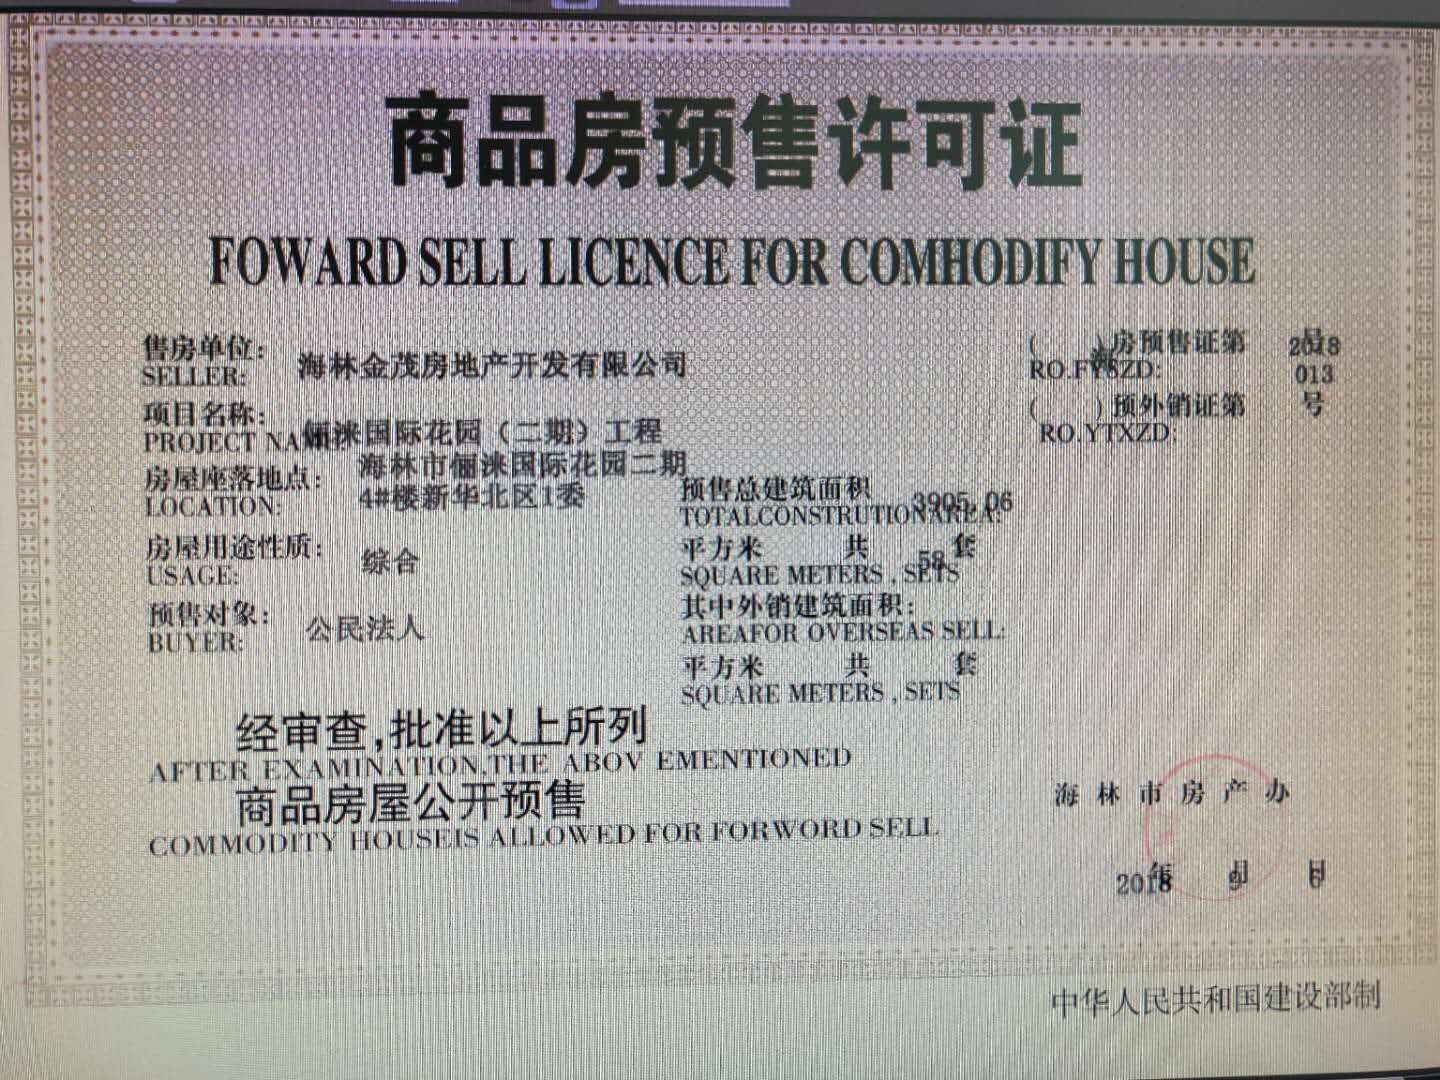 商品房预售许可证
FOWARD SELL LICENCE FOR COMHODIFY HOUSE
售房单位: 海林金茂房地产开发有限公司
SELLER:
( 海 )房预售证第 2018 号
RO.FYSZD: 013
项目名称: 俪涞国际花园（二期）工程
PROJECT NAME:
( )预外销证第 号
RO.YTXZD:
房屋座落地点: 海林市俪涞国际花园二期
LOCATION: 4#楼新华北区1委
预售总建筑面积 3905.06
TOTALCONSTRUTIONAREA:
房屋用途性质: 综合
USAGE:
平方米 共 58 套
SQUARE METERS , SETS
预售对象: 公民法人
BUYER:
其中外销建筑面积:
AREAFOR OVERSEAS SELL:
平方米 共 套
SQUARE METERS , SETS
经审查,批准以上所列
AFTER EXAMINATION,THE ABOV EMENTIONED
商品房屋公开预售
COMMODITY HOUSEIS ALLOWED FOR FORWORD SELL
海林市房产办
2018 年 9 月 6 日
中华人民共和国建设部制